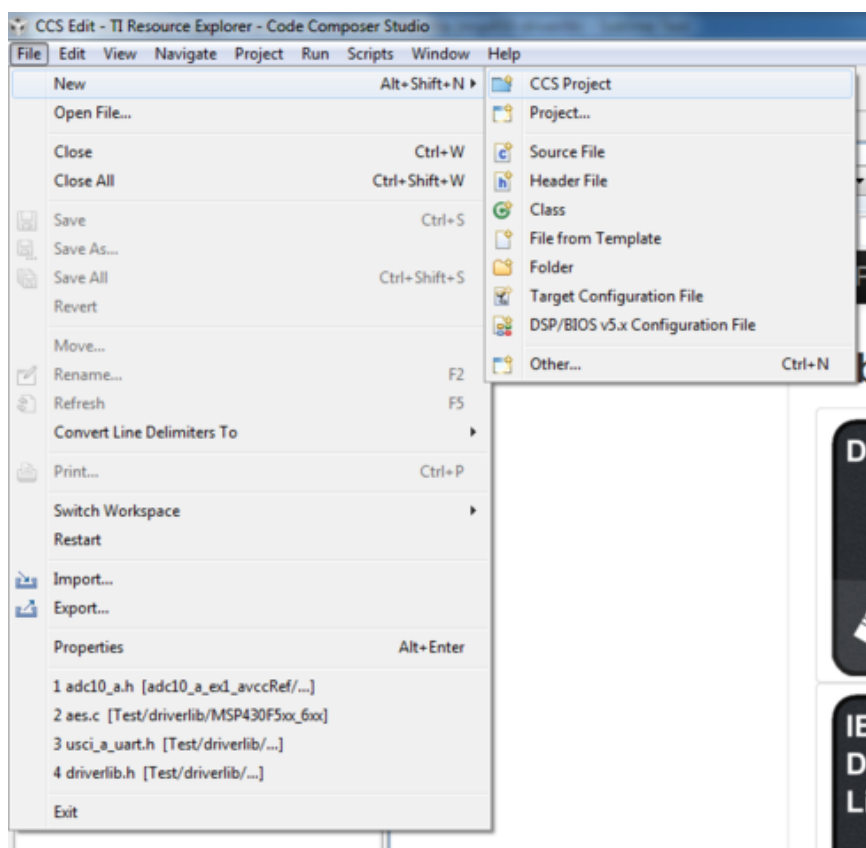 CCS Edit - TI Resource Explorer - Code Composer Studio
File Edit View Navigate Project Run Scripts Window Help
New Alt+Shift+N
Open File...
Close Ctrl+W
Close All Ctrl+Shift+W
Save Ctrl+S
Save As...
Save All Ctrl+Shift+S
Revert
Move...
Rename... F2
Refresh F5
Convert Line Delimiters To
Print... Ctrl+P
Switch Workspace
Restart
Import...
Export...
Properties Alt+Enter
1 adc10_a.h [adc10_a_ex1_avccRef/...]
2 aes.c [Test/driverlib/MSP430F5xx_6xx]
3 usci_a_uart.h [Test/driverlib/...]
4 driverlib.h [Test/driverlib/...]
Exit
CCS Project
Project...
Source File
Header File
Class
File from Template
Folder
Target Configuration File
DSP/BIOS v5.x Configuration File
Other... Ctrl+N